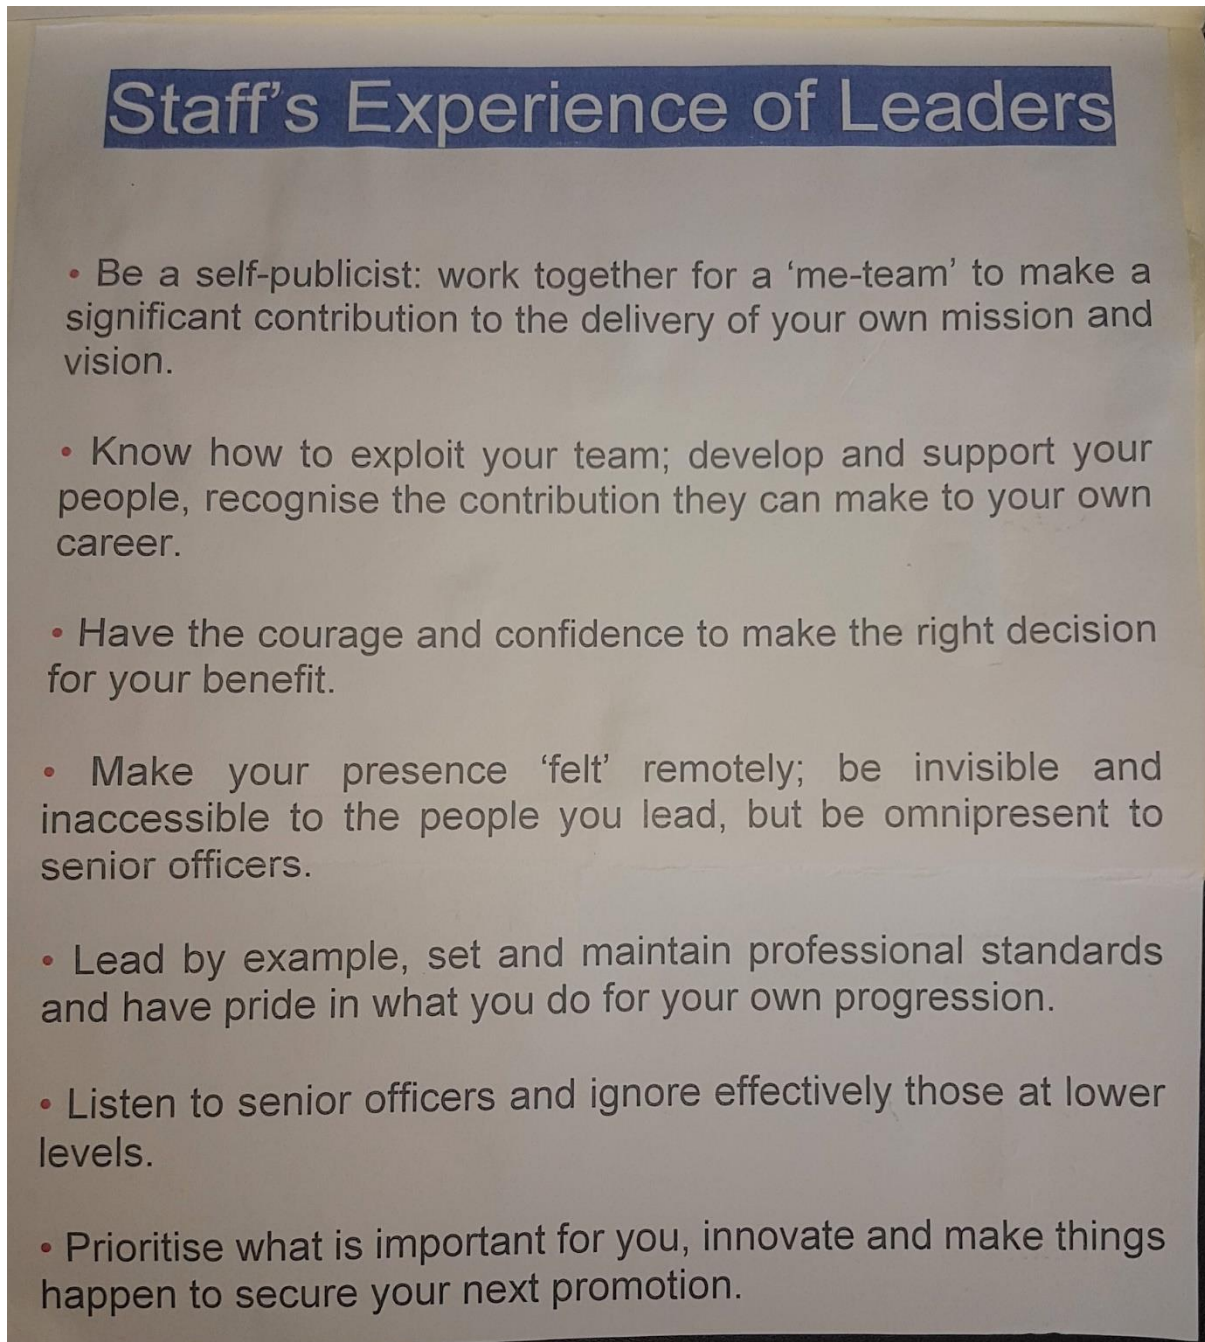 Staff's Experience of Leaders
• Be a self-publicist: work together for a ‘me-team’ to make a
significant contribution to the delivery of your own mission and
vision.
• Know how to exploit your team; develop and support your
people, recognise the contribution they can make to your own
career.
• Have the courage and confidence to make the right decision
for your benefit.
• Make your presence ‘felt’ remotely; be invisible and
inaccessible to the people you lead, but be omnipresent to
senior officers.
• Lead by example, set and maintain professional standards
and have pride in what you do for your own progression.
• Listen to senior officers and ignore effectively those at lower
levels.
• Prioritise what is important for you, innovate and make things
happen to secure your next promotion.